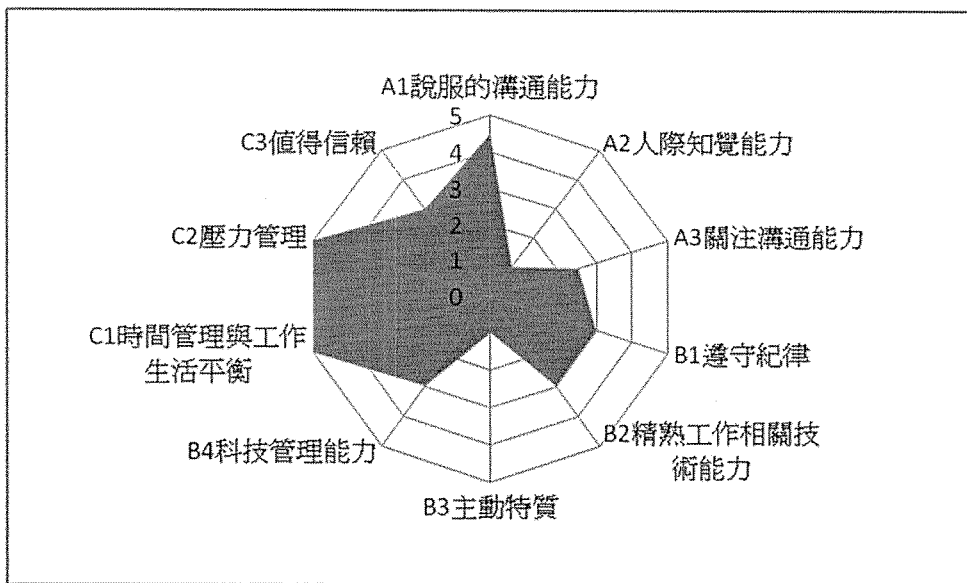 A1說服的溝通能力
5
4
3
2
1
0
A2人際知覺能力
A3關注溝通能力
B1遵守紀律
B2精熟工作相關技
術能力
B3主動特質
B4科技管理能力
C1時間管理與工作
生活平衡
C2壓力管理
C3值得信賴